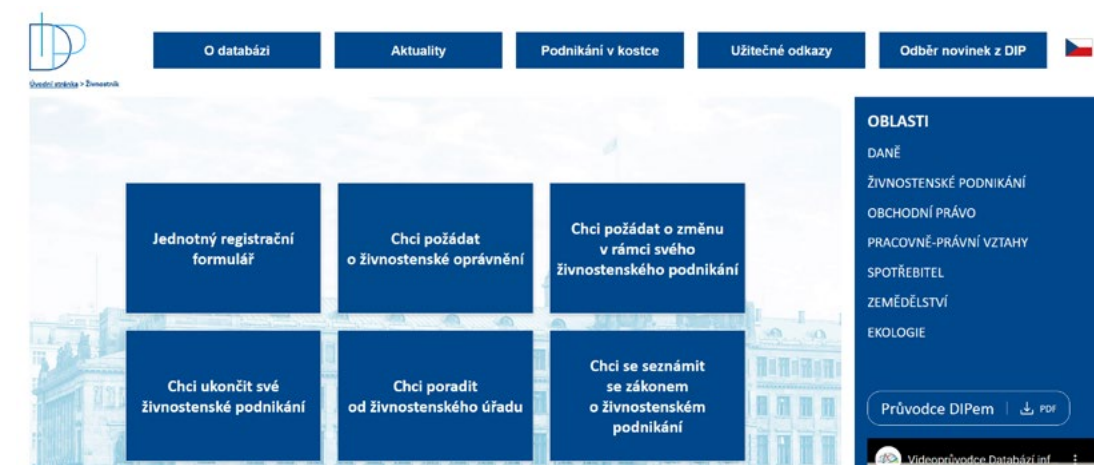 DIP
O databázi
Aktuality
Podnikání v kostce
Užitečné odkazy
Odběr novinek z DIP
Úvodní stránka > Živnostník
Jednotný registrační
formulář
Chci požádat
o živnostenské oprávnění
Chci požádat o změnu
v rámci svého
živnostenského podnikání
Chci ukončit své
živnostenské podnikání
Chci poradit
od živnostenského úřadu
Chci se seznámit
se zákonem
o živnostenském
podnikání
OBLASTI
DANĚ
ŽIVNOSTENSKÉ PODNIKÁNÍ
OBCHODNÍ PRÁVO
PRACOVNĚ-PRÁVNÍ VZTAHY
SPOTŘEBITEL
ZEMĚDĚLSTVÍ
EKOLOGIE
Průvodce DIPem
PDF
Videoprůvodce Databází inf